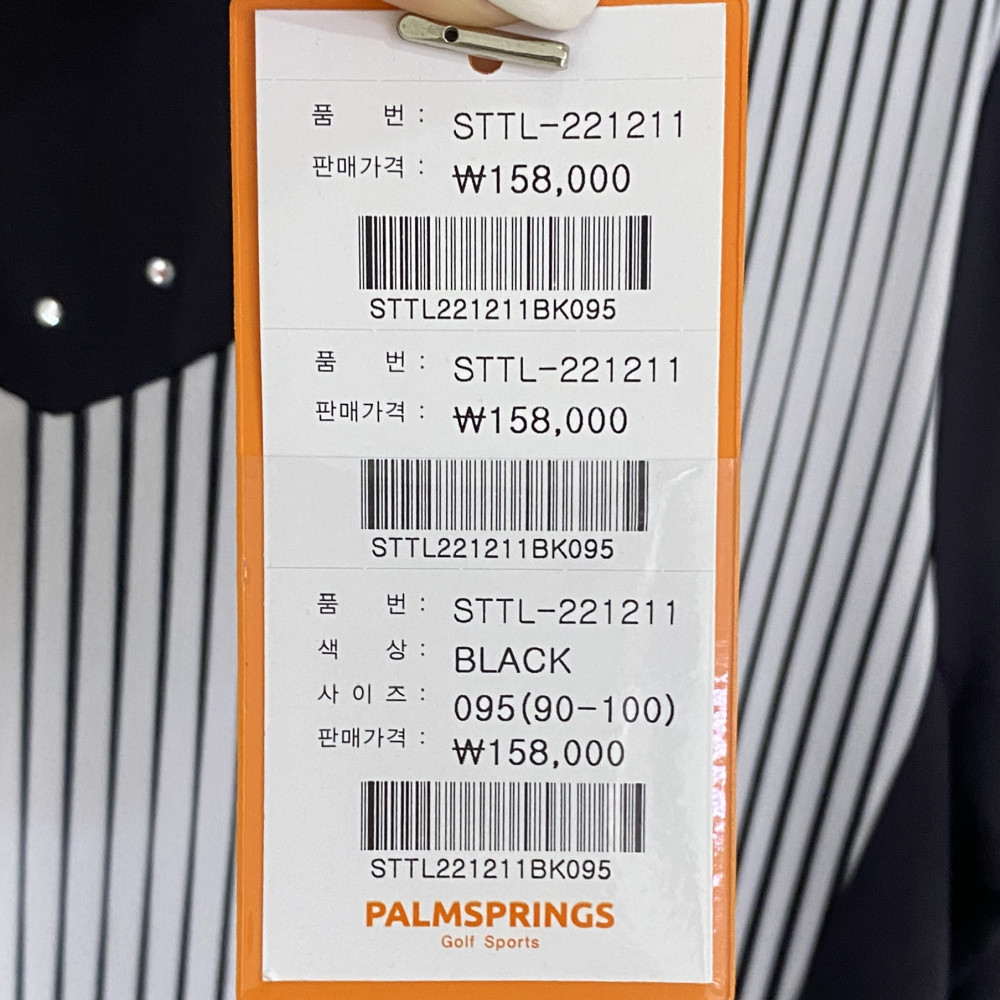 품 번 : STTL-221211
판매가격 : ₩158,000
STTL221211BK095
품 번 : STTL-221211
판매가격 : ₩158,000
STTL221211BK095
품 번 : STTL-221211
색 상 : BLACK
사 이 즈 : 095(90-100)
판매가격 : ₩158,000
STTL221211BK095
PALMSPRINGS
Golf Sports